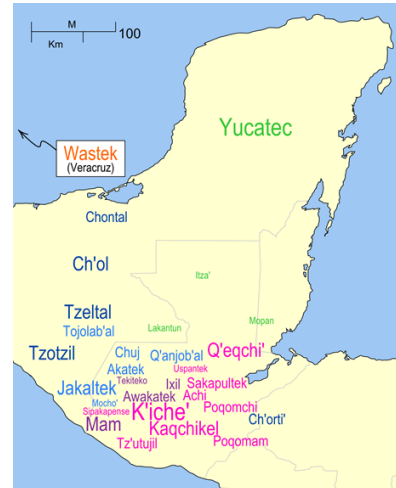 M
100
Km
Yucatec
Wastek
(Veracruz)
Chontal
Ch'ol
Itza'
Tzeltal
Mopan
Tojolab'al
Lakantun
Tzotzil
Chuj
Q'anjob'al
Q'eqchi'
Akatek
Uspantek
Tekiteko
Jakaltek
Ixil
Sakapultek
Awakatek
Achi
Mocho'
Sipakapense
K'iche'
Poqomchi
Mam
Kaqchikel
Ch'orti'
Tz'utujil
Poqomam